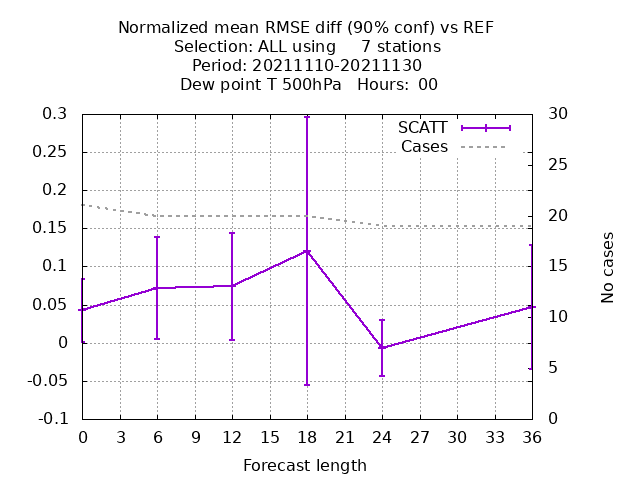 Normalized mean RMSE diff (90% conf) vs REF
Selection: ALL using     7 stations
Period: 20211110-20211130
Dew point T 500hPa   Hours:  00
SCATT
Cases
0.3
0.25
0.2
0.15
0.1
0.05
0
-0.05
-0.1
30
25
20
15
10
5
0
No cases
0 3 6 9 12 15 18 21 24 27 30 33 36
Forecast length